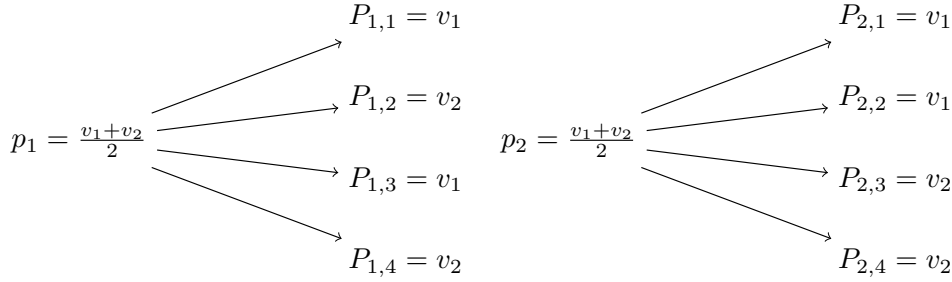 P_{1,1} = v_1
P_{1,2} = v_2
p_1 = \frac{v_1+v_2}{2}
P_{1,3} = v_1
P_{1,4} = v_2
P_{2,1} = v_1
P_{2,2} = v_1
p_2 = \frac{v_1+v_2}{2}
P_{2,3} = v_2
P_{2,4} = v_2